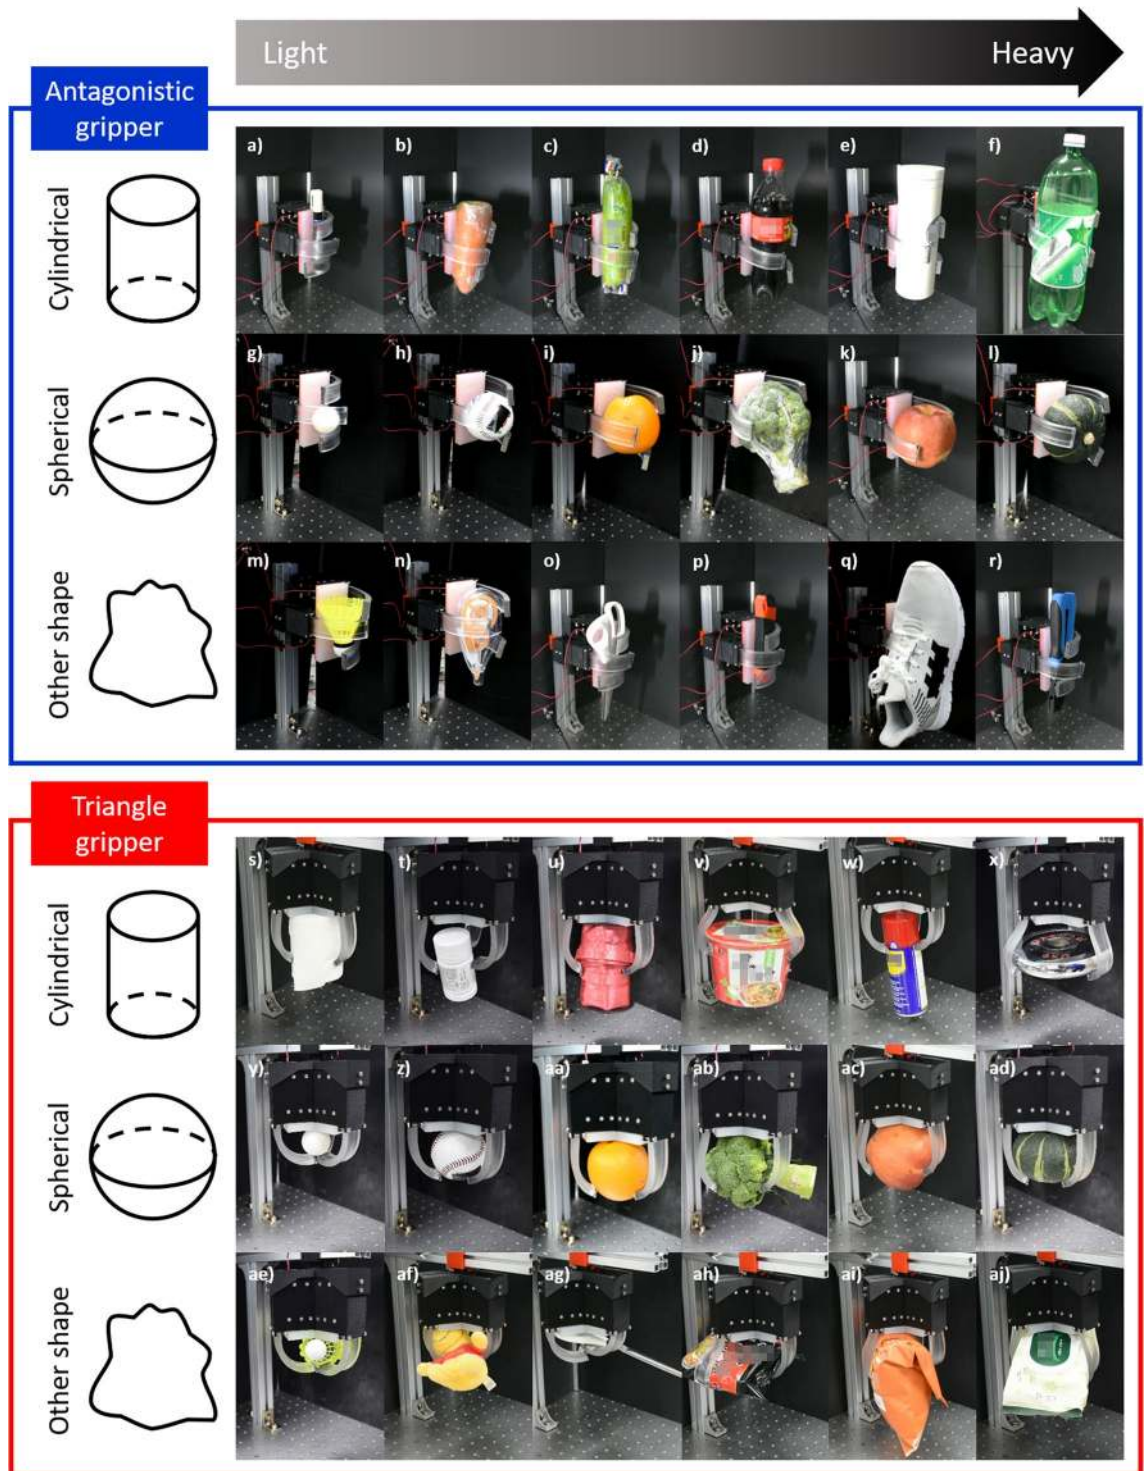 Light
Heavy
Antagonistic
gripper
Cylindrical
a)
b)
c)
d)
e)
f)
Spherical
g)
h)
i)
j)
k)
l)
Other shape
m)
n)
o)
p)
q)
r)
Triangle
gripper
Cylindrical
s)
t)
u)
v)
w)
x)
Spherical
y)
z)
aa)
ab)
ac)
ad)
Other shape
ae)
af)
ag)
ah)
ai)
aj)